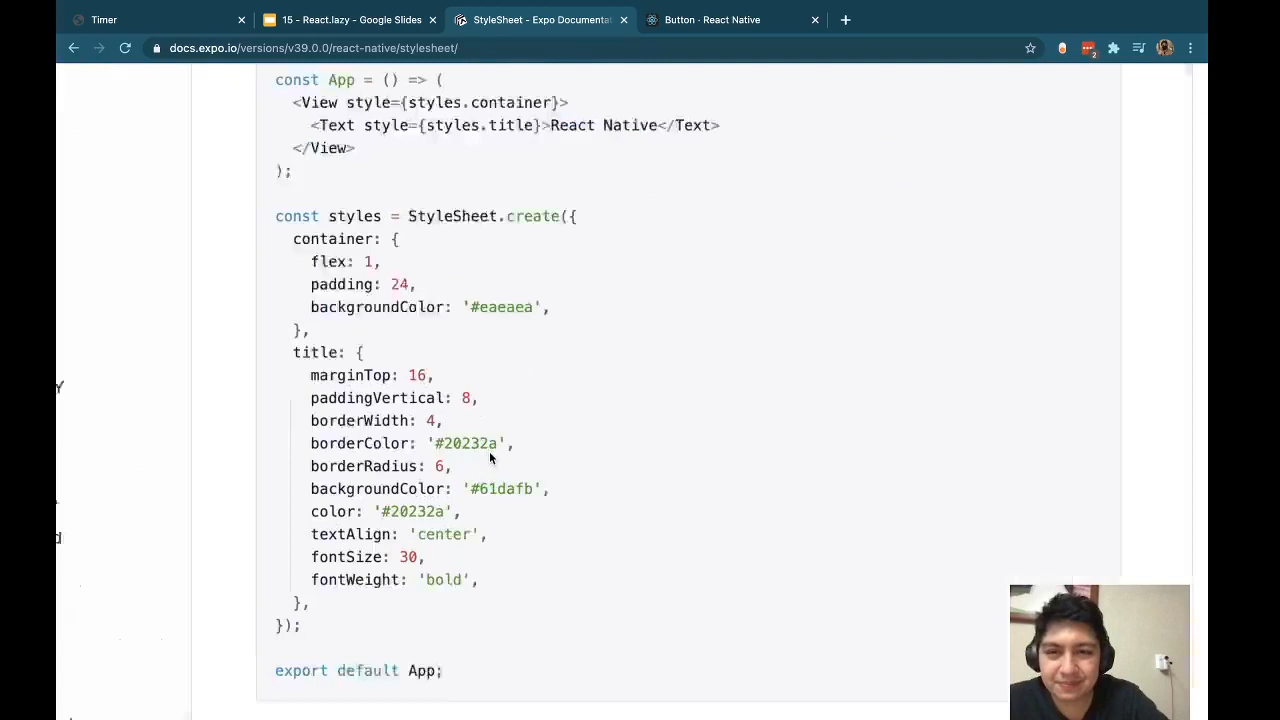 Timer
15 - React.lazy - Google Slides
StyleSheet - Expo Documentat
Button · React Native
docs.expo.io/versions/v39.0.0/react-native/stylesheet/
2
const App = () => (
<View style={styles.container}>
<Text style={styles.title}>React Native</Text>
</View>
);
const styles = StyleSheet.create({
container: {
flex: 1,
padding: 24,
backgroundColor: '#eaeaea',
},
title: {
marginTop: 16,
paddingVertical: 8,
borderWidth: 4,
borderColor: '#20232a',
borderRadius: 6,
backgroundColor: '#61dafb',
color: '#20232a',
textAlign: 'center',
fontSize: 30,
fontWeight: 'bold',
},
});
export default App;